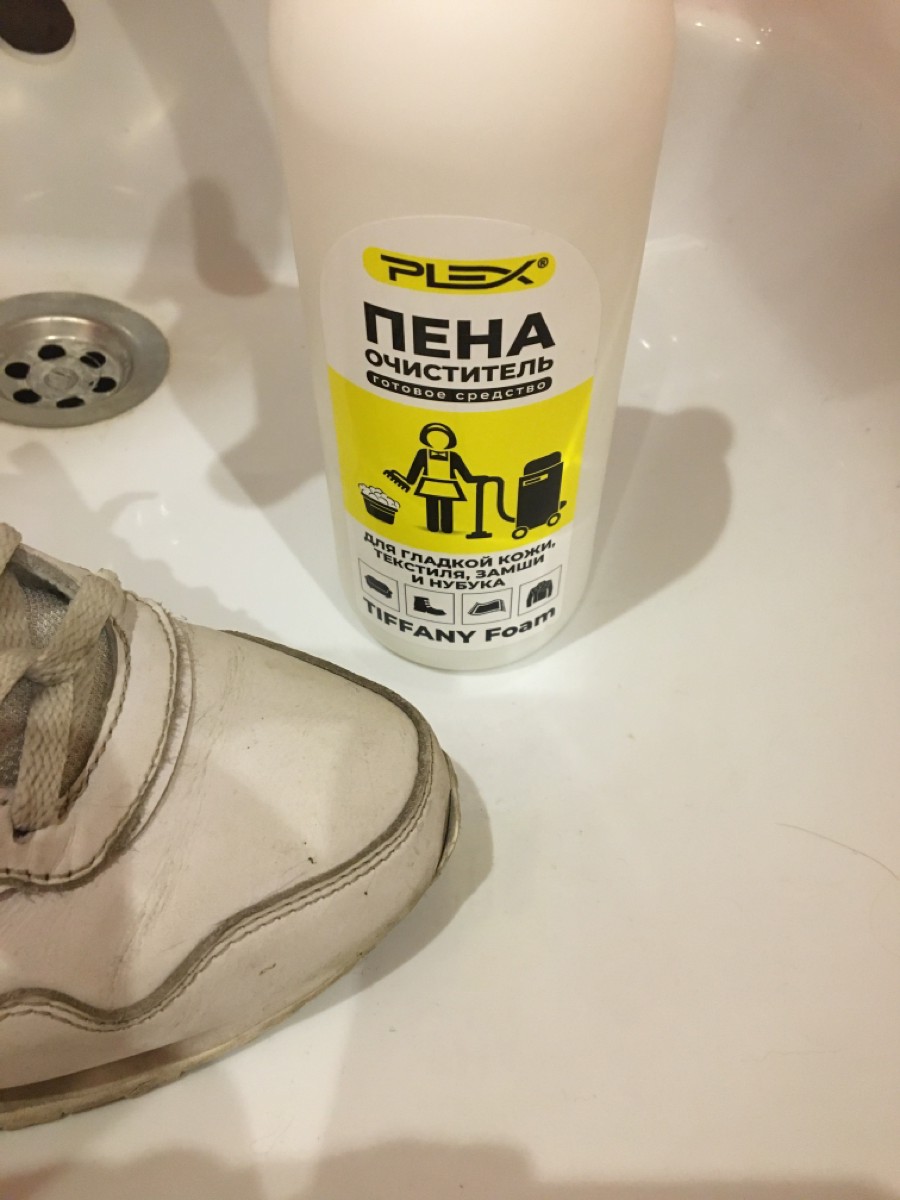 PLEX®
ПЕНА
ОЧИСТИТЕЛЬ
готовое средство
ДЛЯ ГЛАДКОЙ КОЖИ,
ТЕКСТИЛЯ, ЗАМШИ
И НУБУКА
TIFFANY Foam